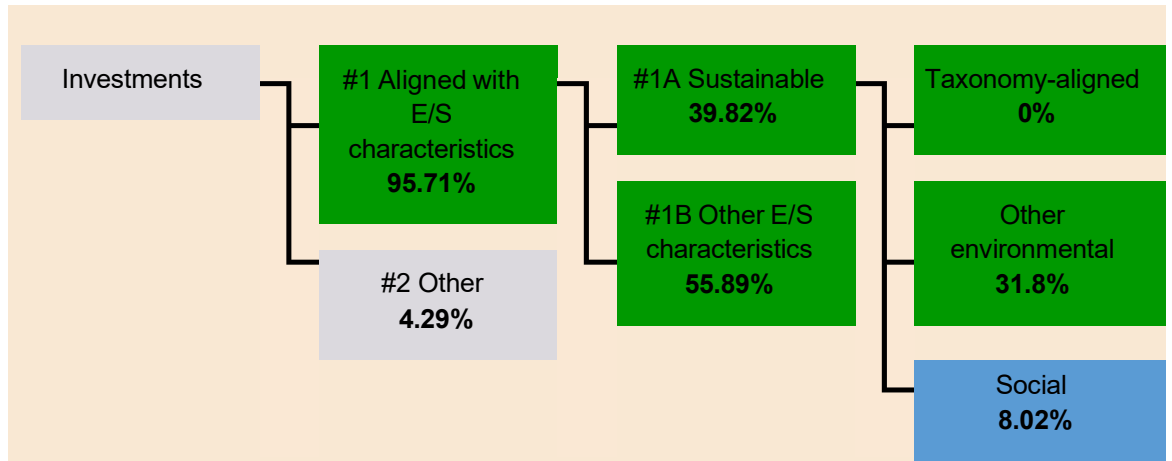 Investments
#1 Aligned with
E/S
characteristics
95.71%
#2 Other
4.29%
#1A Sustainable
39.82%
#1B Other E/S
characteristics
55.89%
Taxonomy-aligned
0%
Other
environmental
31.8%
Social
8.02%